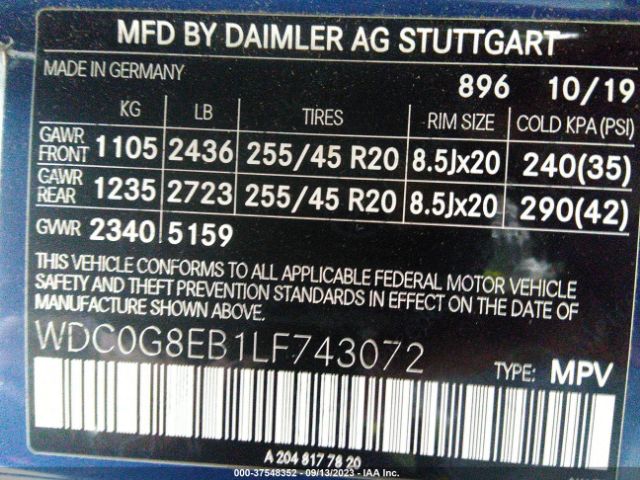 MFD BY DAIMLER AG STUTTGART
MADE IN GERMANY 896 10/19
KG LB TIRES RIM SIZE COLD KPA (PSI)
GAWR FRONT 1105 2436 255/45 R20 8.5Jx20 240(35)
GAWR REAR 1235 2723 255/45 R20 8.5Jx20 290(42)
GVWR 2340 5159
THIS VEHICLE CONFORMS TO ALL APPLICABLE FEDERAL MOTOR VEHICLE
SAFETY AND THEFT PREVENTION STANDARDS IN EFFECT ON THE DATE OF
MANUFACTURE SHOWN ABOVE.
WDC0G8EB1LF743072
TYPE: MPV
A 204 817 78 20
000-37548352 - 09/13/2023 - IAA Inc.